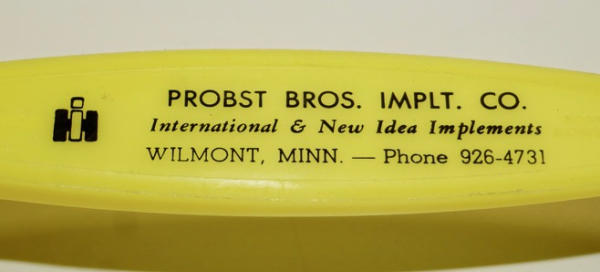 PROBST BROS. IMPLT. CO.
International & New Idea Implements
WILMONT, MINN. — Phone 926-4731